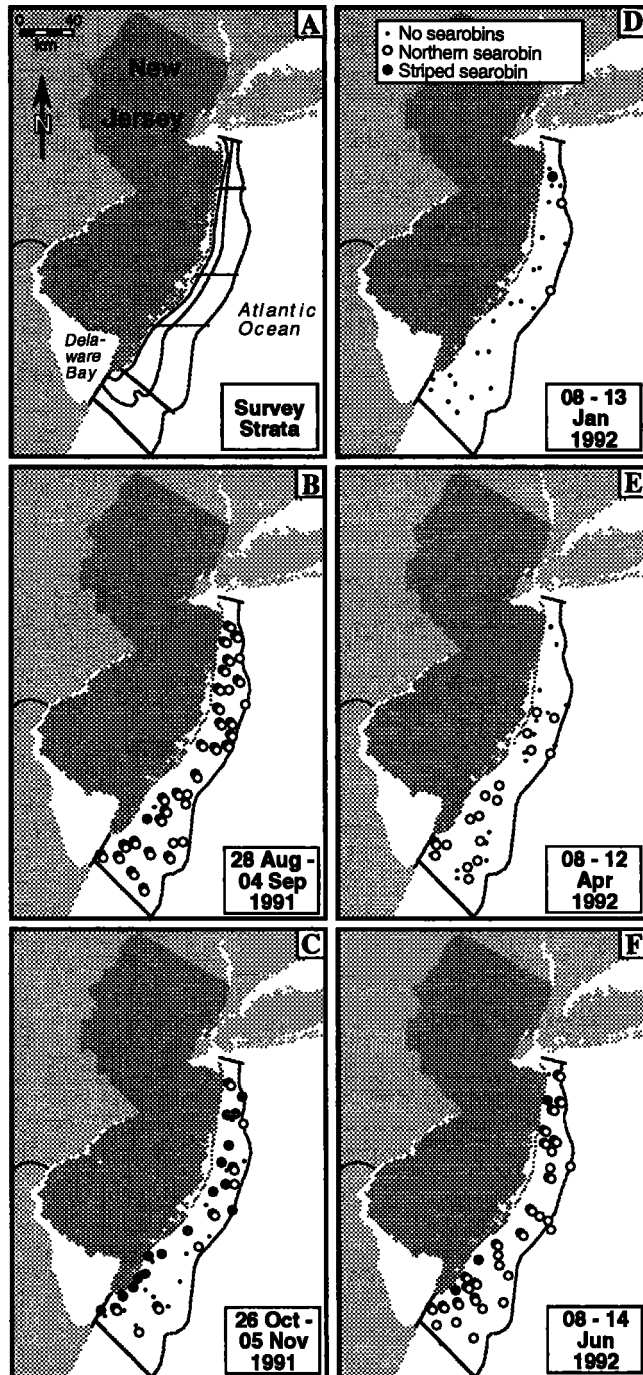 A
0 40
km
N
New
Jersey
Atlantic
Ocean
Dela-
ware
Bay
Survey
Strata
D
No searobins
Northern searobin
Striped searobin
08 - 13
Jan
1992
B
28 Aug -
04 Sep
1991
E
08 - 12
Apr
1992
C
26 Oct -
05 Nov
1991
F
08 - 14
Jun
1992